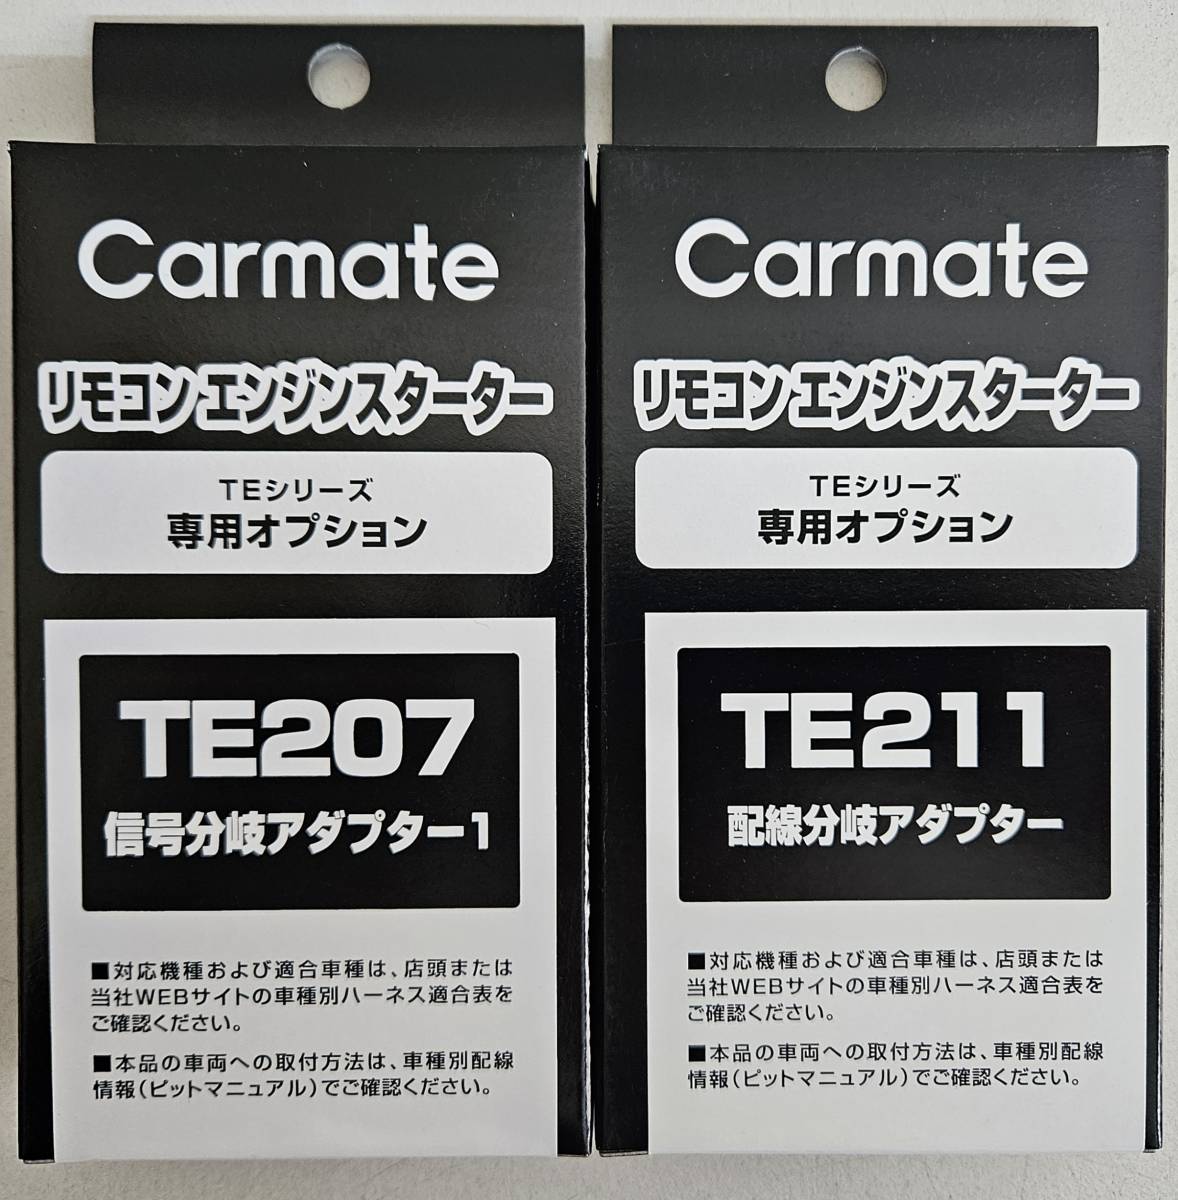 Carmate
リモコンエンジンスターター
TEシリーズ
専用オプション
TE207
信号分岐アダプター1
■対応機種および適合車種は、店頭または
当社WEBサイトの車種別ハーネス適合表を
ご確認ください。
■本品の車両への取付方法は、車種別配線
情報(ピットマニュアル)でご確認ください。
Carmate
リモコンエンジンスターター
TEシリーズ
専用オプション
TE211
配線分岐アダプター
■対応機種および適合車種は、店頭または
当社WEBサイトの車種別ハーネス適合表を
ご確認ください。
■本品の車両への取付方法は、車種別配線
情報(ピットマニュアル)でご確認ください。